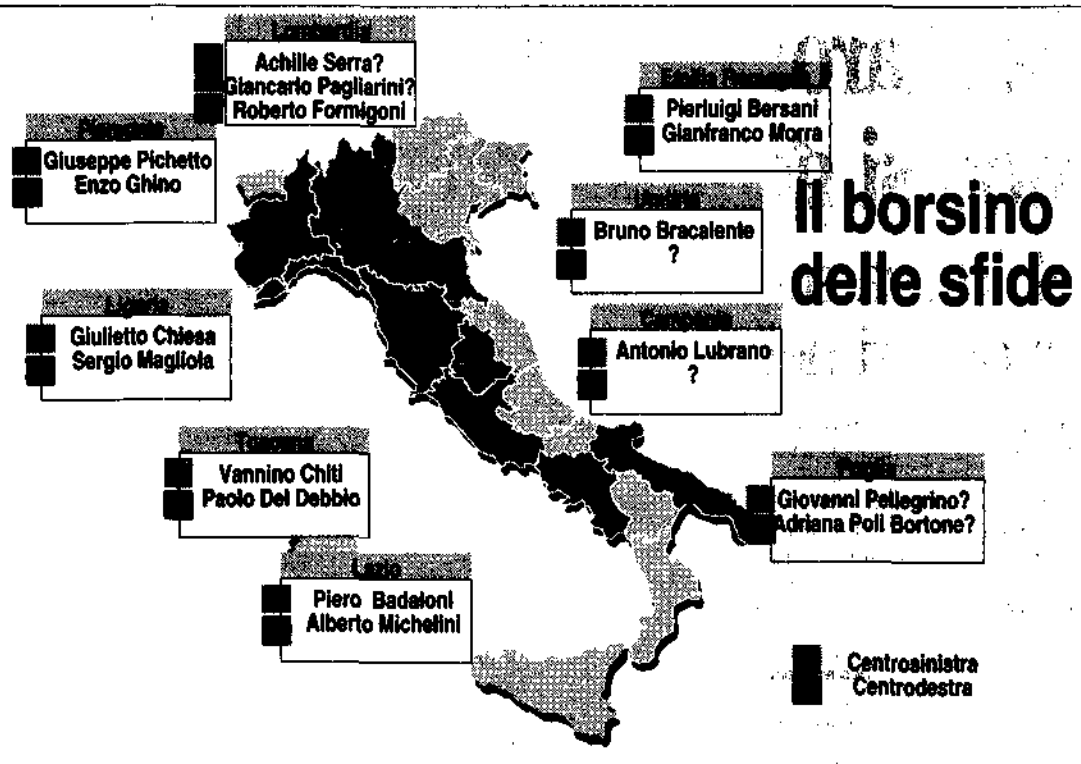 Lombardia
Achille Serra?
Giancarlo Pagliarini?
Roberto Formigoni
Emilia Romagna
Pierluigi Bersani
Gianfranco Morra
Piemonte
Giuseppe Pichetto
Enzo Ghino
Il borsino
delle sfide
Umbria
Bruno Bracalente
?
Liguria
Giulietto Chiesa
Sergio Magliola
Campania
Antonio Lubrano
?
Toscana
Vannino Chiti
Paolo Del Debbio
Puglia
Giovanni Pellegrino?
Adriana Poli Bortone?
Lazio
Piero Badaloni
Alberto Michelini
Centrosinistra
Centrodestra